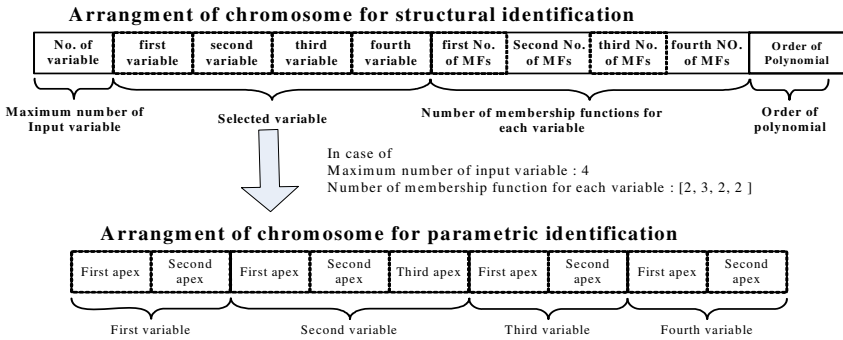 Arrangment of chromosome for structural identification
No. of variable
first variable
second variable
third variable
fourth variable
first No. of MFs
Second No. of MFs
third No. of MFs
fourth NO. of MFs
Order of Polynomial
Maximum number of Input variable
Selected variable
Number of membership functions for each variable
Order of polynomial
In case of
Maximum number of input variable : 4
Number of membership function for each variable : [2, 3, 2, 2 ]
Arrangment of chromosome for parametric identification
First apex
Second apex
First apex
Second apex
Third apex
First apex
Second apex
First apex
Second apex
First variable
Second variable
Third variable
Fourth variable